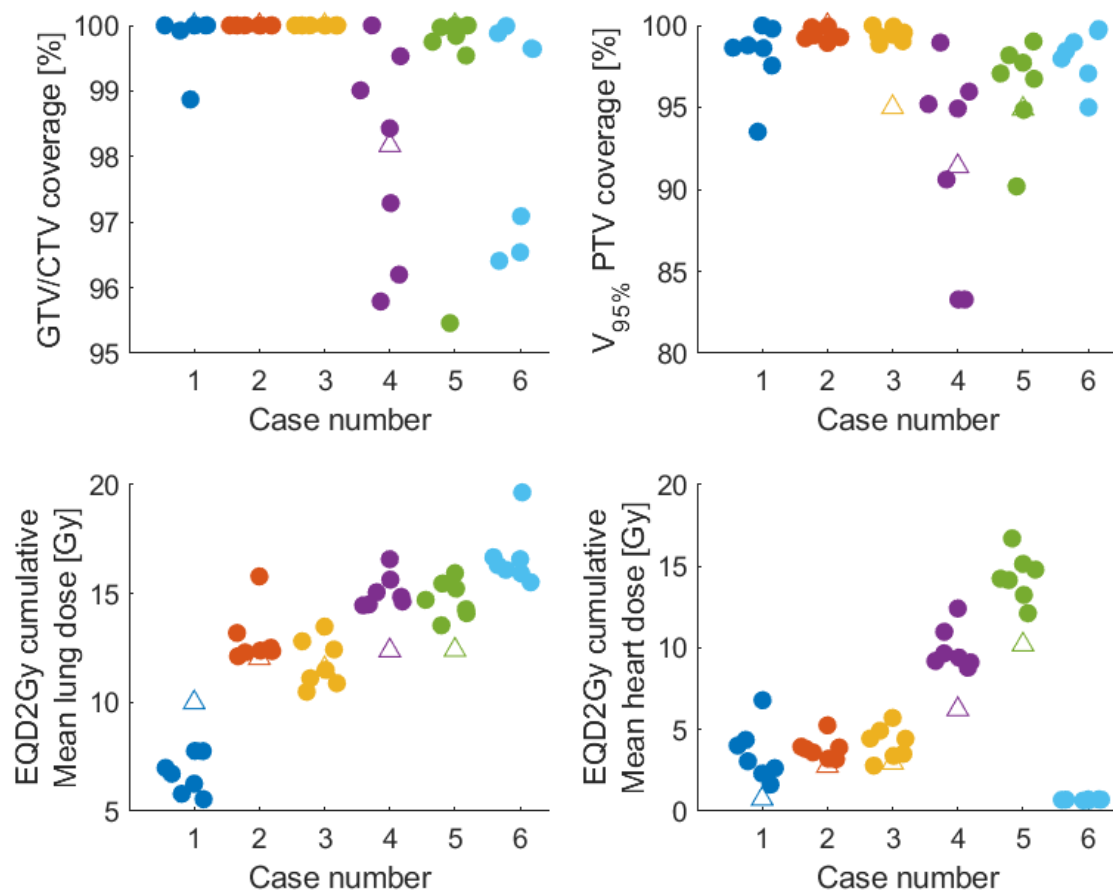 GTV/CTV coverage [%]
100
99
98
97
96
95
1 2 3 4 5 6
Case number
V95% PTV coverage [%]
100
95
90
85
80
1 2 3 4 5 6
Case number
EQD2Gy cumulative
Mean lung dose [Gy]
20
15
10
5
1 2 3 4 5 6
Case number
EQD2Gy cumulative
Mean heart dose [Gy]
20
15
10
5
0
1 2 3 4 5 6
Case number